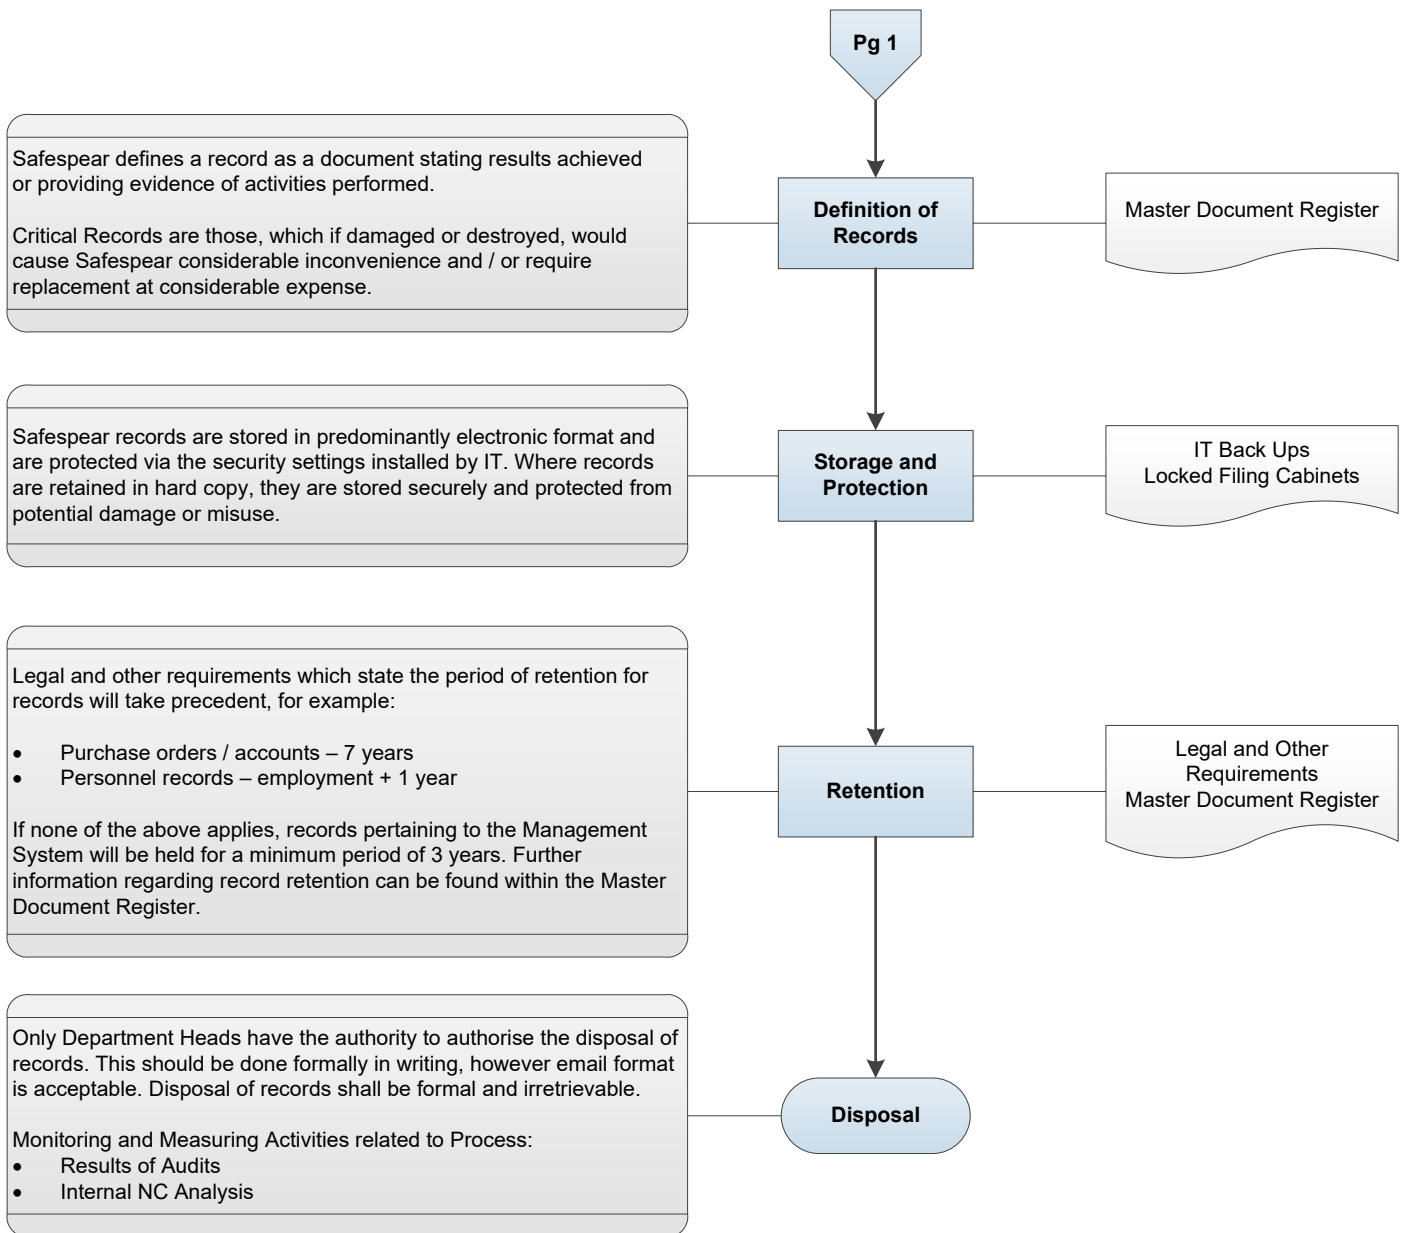 Pg 1
Safespear defines a record as a document stating results achieved
or providing evidence of activities performed.
Critical Records are those, which if damaged or destroyed, would
cause Safespear considerable inconvenience and / or require
replacement at considerable expense.
Definition of
Records
Master Document Register
Safespear records are stored in predominantly electronic format and
are protected via the security settings installed by IT. Where records
are retained in hard copy, they are stored securely and protected from
potential damage or misuse.
Storage and
Protection
IT Back Ups
Locked Filing Cabinets
Legal and other requirements which state the period of retention for
records will take precedent, for example:
• Purchase orders / accounts – 7 years
• Personnel records – employment + 1 year
If none of the above applies, records pertaining to the Management
System will be held for a minimum period of 3 years. Further
information regarding record retention can be found within the Master
Document Register.
Retention
Legal and Other
Requirements
Master Document Register
Only Department Heads have the authority to authorise the disposal of
records. This should be done formally in writing, however email format
is acceptable. Disposal of records shall be formal and irretrievable.
Monitoring and Measuring Activities related to Process:
• Results of Audits
• Internal NC Analysis
Disposal